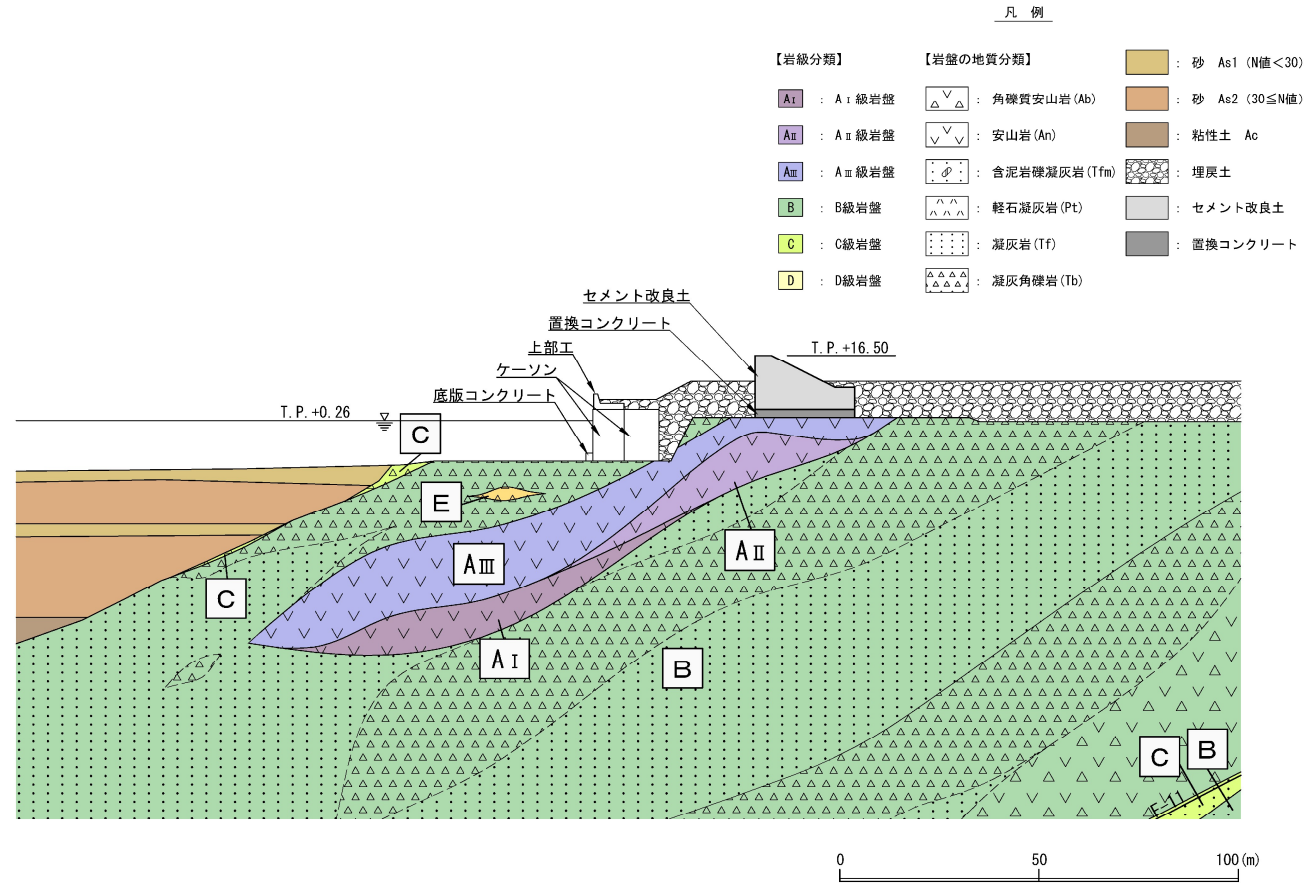 凡 例
【岩級分類】
AⅠ : AⅠ級岩盤
AⅡ : AⅡ級岩盤
AⅢ : AⅢ級岩盤
B : B級岩盤
C : C級岩盤
D : D級岩盤
【岩盤の地質分類】
: 角礫質安山岩(Ab)
: 安山岩(An)
: 含泥岩礫凝灰岩(Tfm)
: 軽石凝灰岩(Pt)
: 凝灰岩(Tf)
: 凝灰角礫岩(Tb)
: 砂 As1 (N値<30)
: 砂 As2 (30≦N値)
: 粘性土 Ac
: 埋戻土
: セメント改良土
: 置換コンクリート
セメント改良土
置換コンクリート
上部工
ケーソン
底版コンクリート
T.P.+16.50
T.P.+0.26
C
E
AⅢ
AⅡ
C
AⅠ
B
C
B
F-11
0 50 100(m)